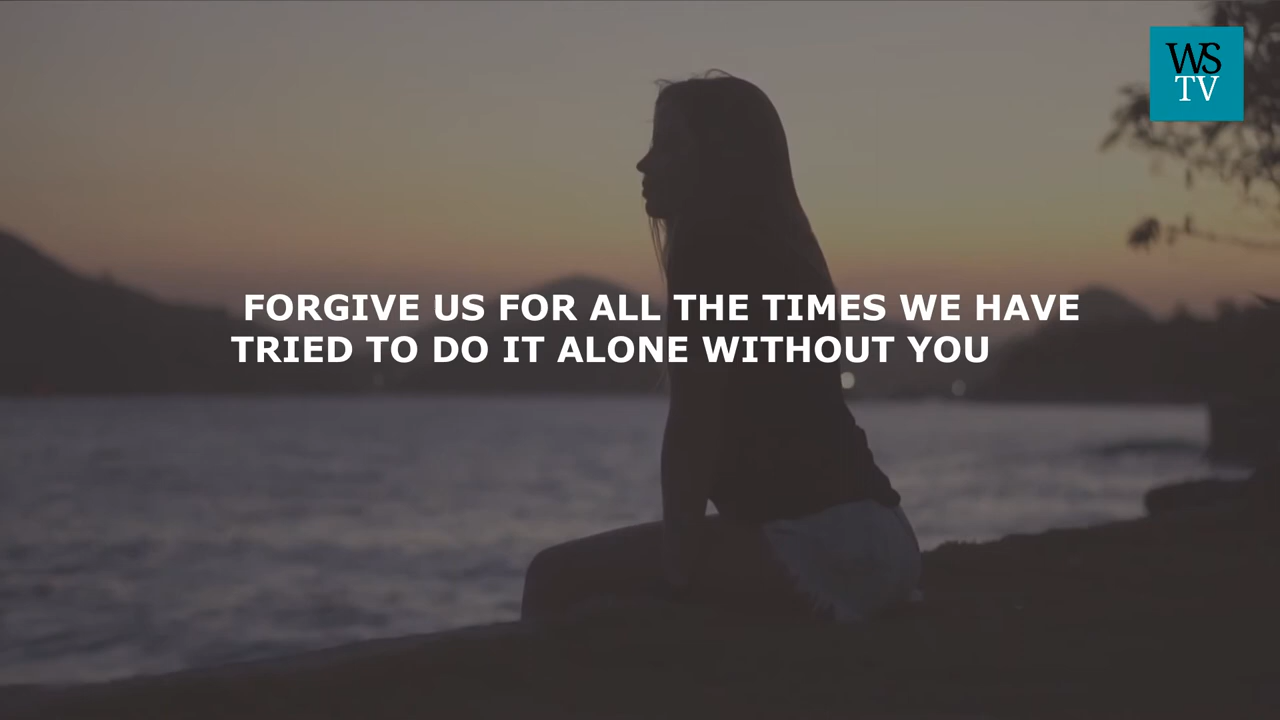 WS
TV
FORGIVE US FOR ALL THE TIMES WE HAVE
TRIED TO DO IT ALONE WITHOUT YOU